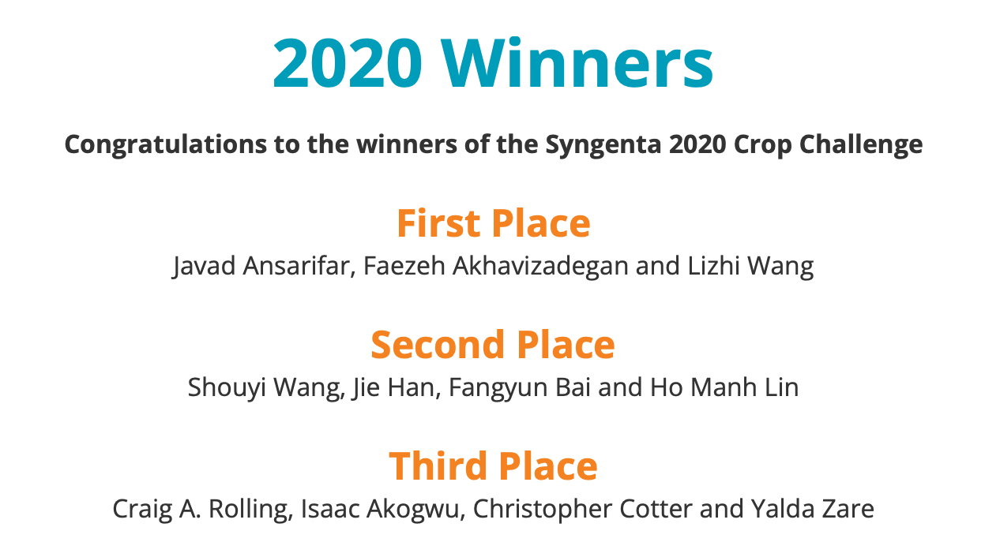 2020 Winners
Congratulations to the winners of the Syngenta 2020 Crop Challenge
First Place
Javad Ansarifar, Faezeh Akhavizadegan and Lizhi Wang
Second Place
Shouyi Wang, Jie Han, Fangyun Bai and Ho Manh Lin
Third Place
Craig A. Rolling, Isaac Akogwu, Christopher Cotter and Yalda Zare